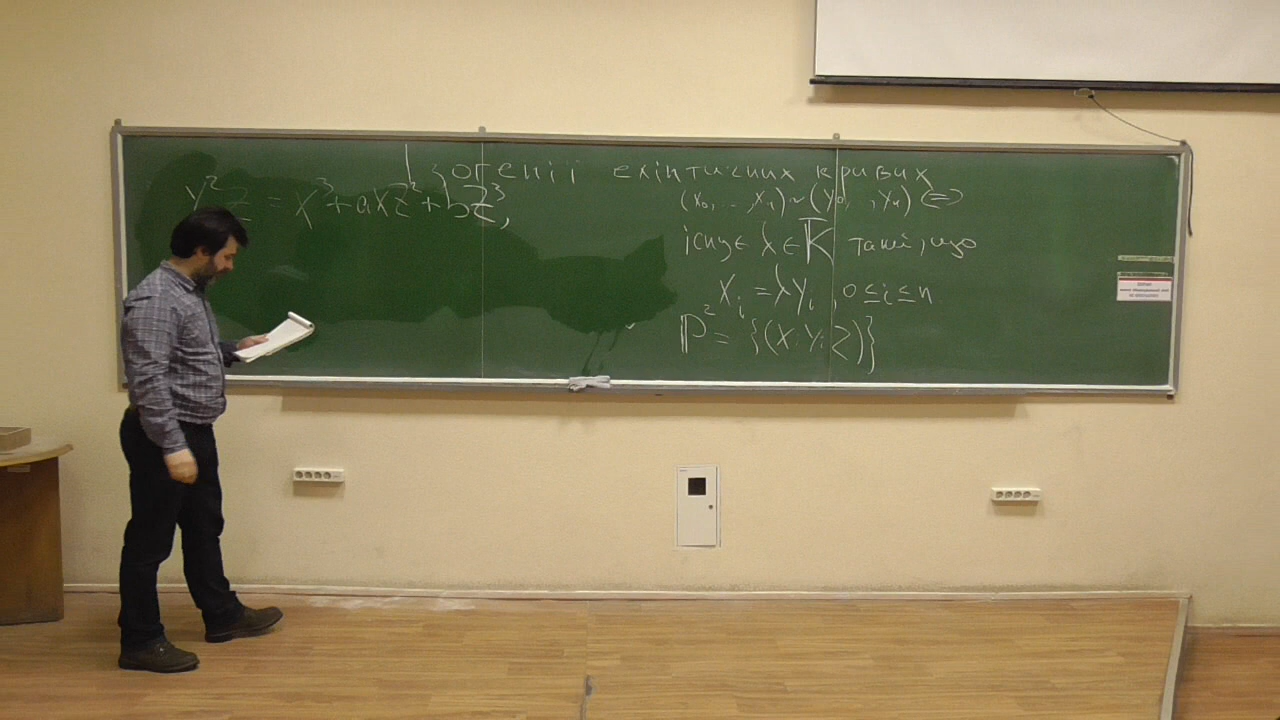 Ізогенії еліптичних кривих
y²z = x³+axz²+bz³,
(x₀,..,xₙ)~(y₀, ,yₙ) ⇔
існує λ∈K̅ такий, що
xᵢ = λyᵢ, 0≤i≤n
ℙ² = {(X:Y:Z)}